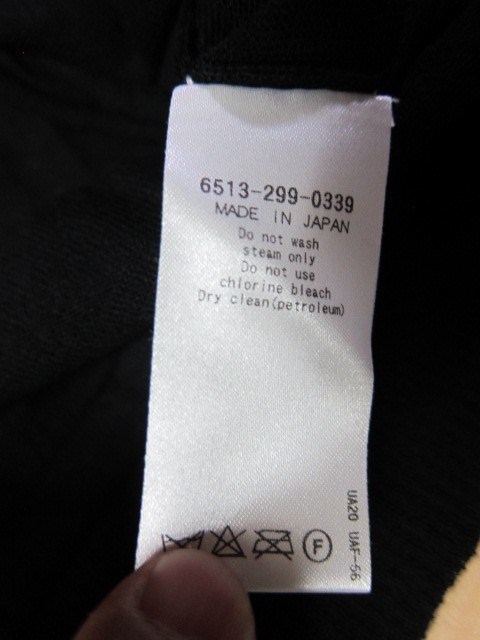 6513-299-0339
MADE IN JAPAN
Do not wash
steam only
Do not use
chlorine bleach
Dry clean(petroleum)
UA20 UAF-56
F